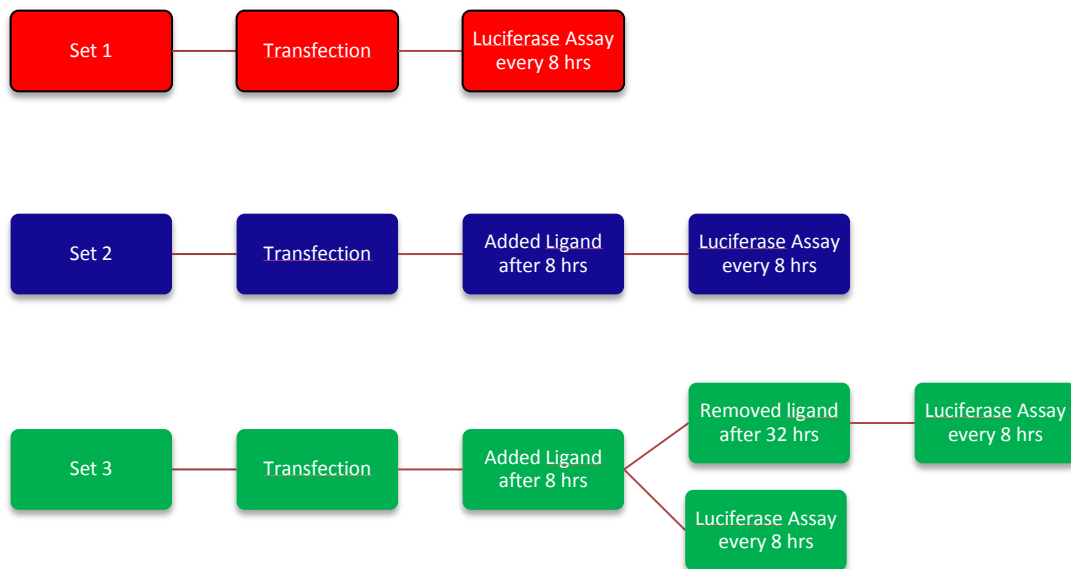 Set 1
Transfection
Luciferase Assay
every 8 hrs
Set 2
Transfection
Added Ligand
after 8 hrs
Luciferase Assay
every 8 hrs
Set 3
Transfection
Added Ligand
after 8 hrs
Removed ligand
after 32 hrs
Luciferase Assay
every 8 hrs
Luciferase Assay
every 8 hrs